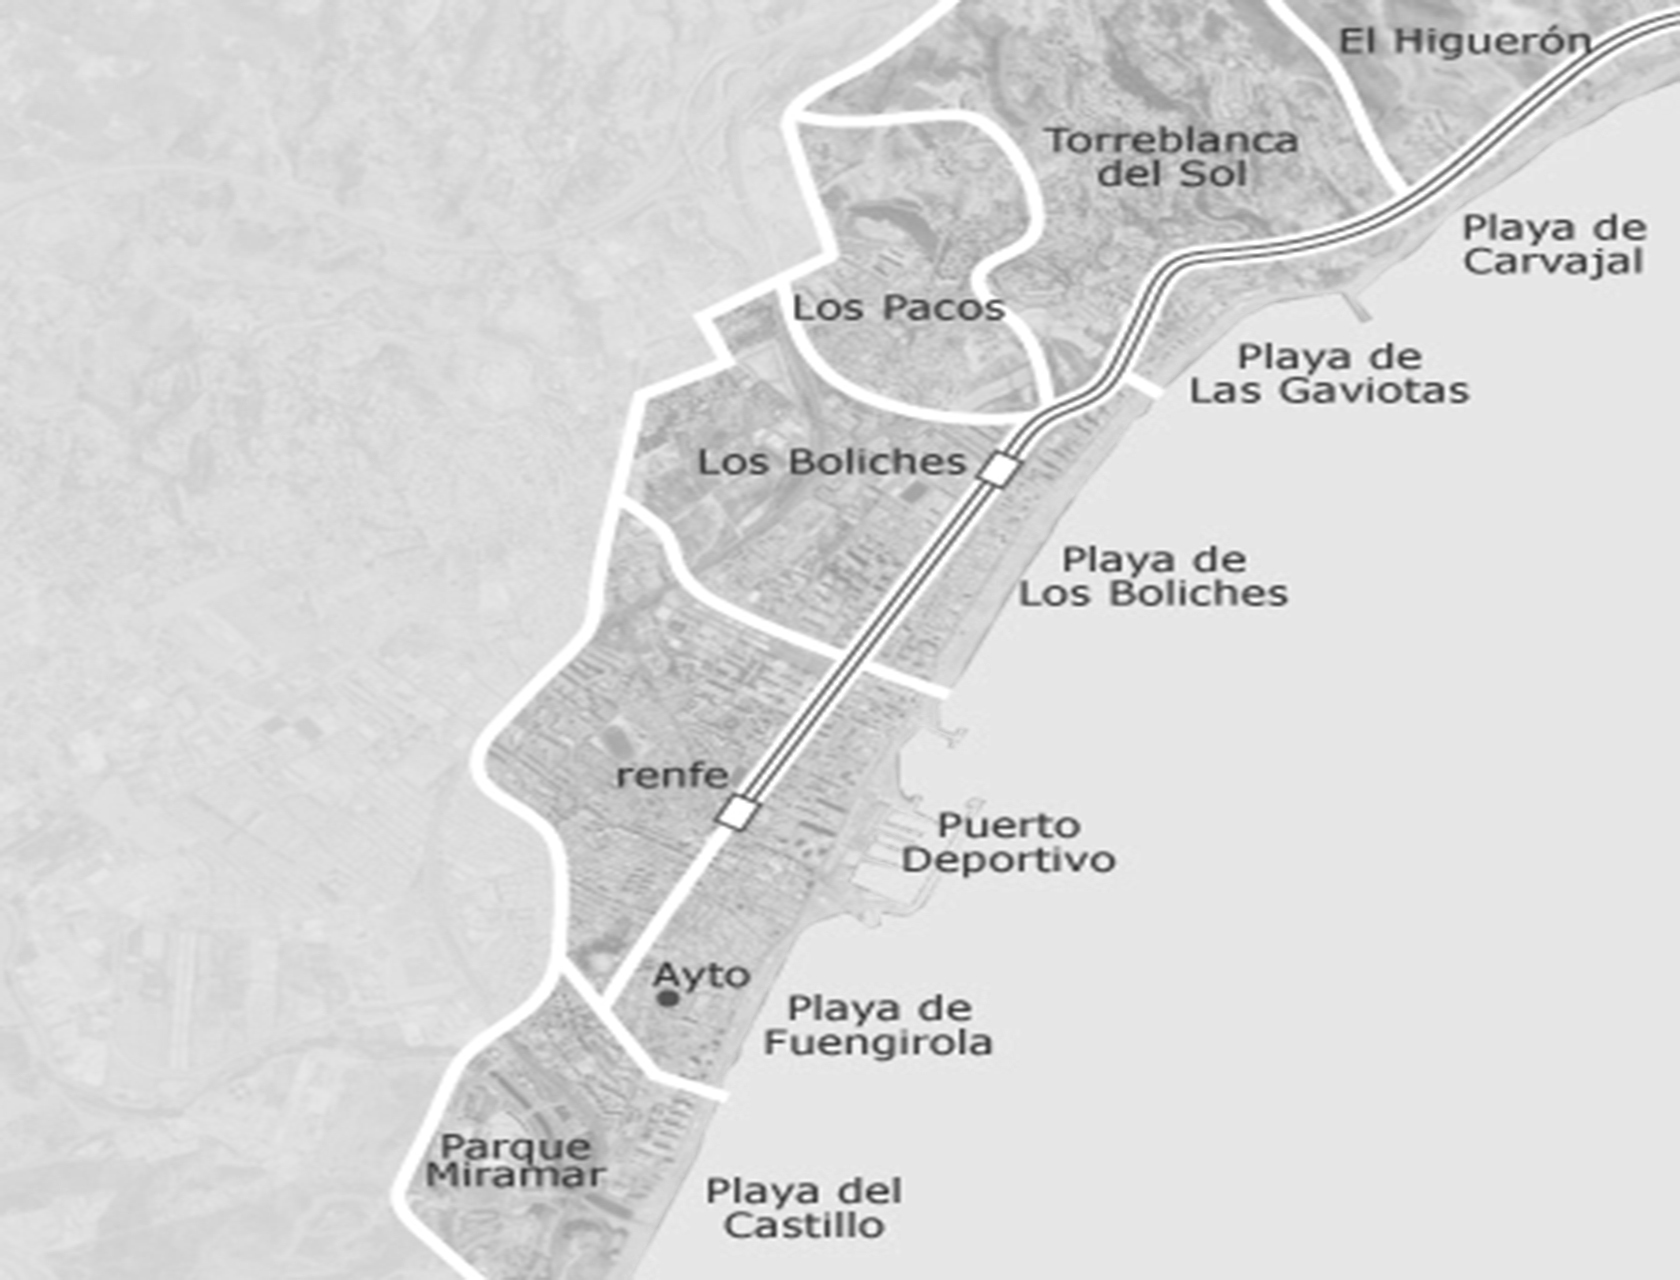 El Higuerón
Torreblanca
del Sol
Playa de
Carvajal
Los Pacos
Playa de
Las Gaviotas
Los Boliches
Playa de
Los Boliches
renfe
Puerto
Deportivo
Ayto
Playa de
Fuengirola
Parque
Miramar
Playa del
Castillo